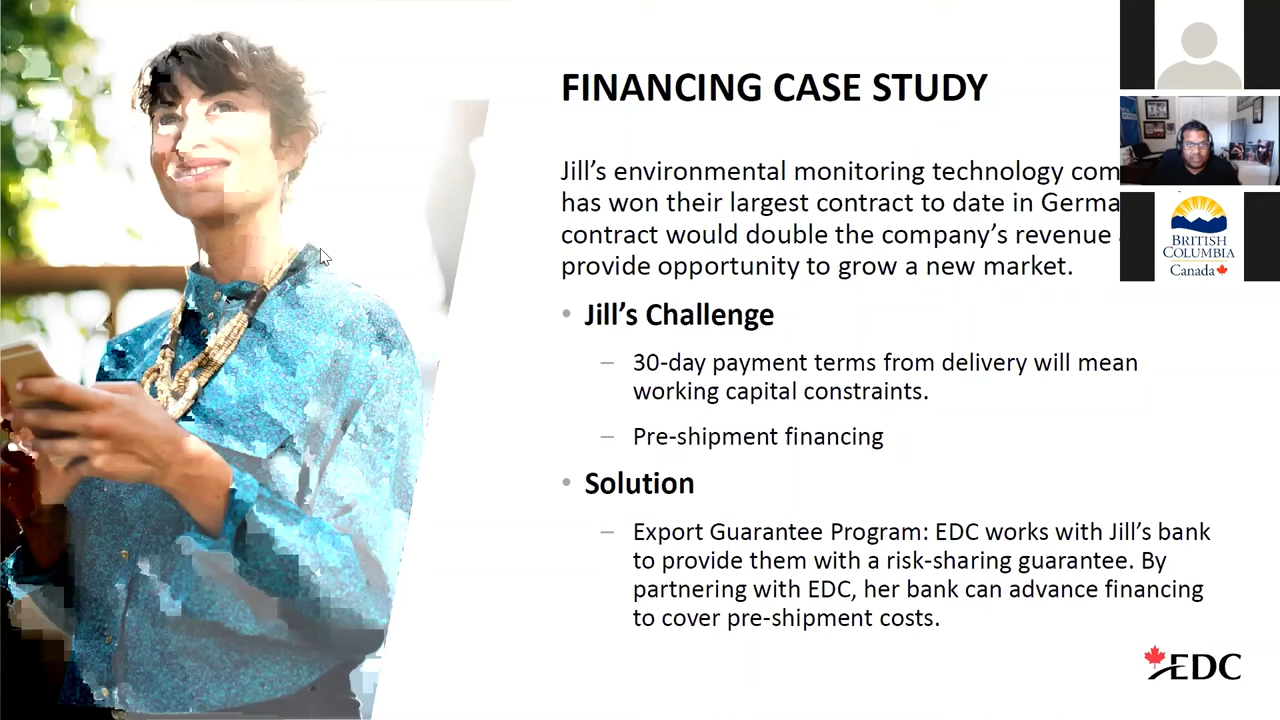 FINANCING CASE STUDY
Jill’s environmental monitoring technology
has won their largest contract to date in
contract would double the company’s revenue
provide opportunity to grow a new market.
• Jill’s Challenge
– 30-day payment terms from delivery will mean
working capital constraints.
– Pre-shipment financing
• Solution
– Export Guarantee Program: EDC works with Jill’s bank
to provide them with a risk-sharing guarantee. By
partnering with EDC, her bank can advance financing
to cover pre-shipment costs.
BRITISH
COLUMBIA
Canada
EDC